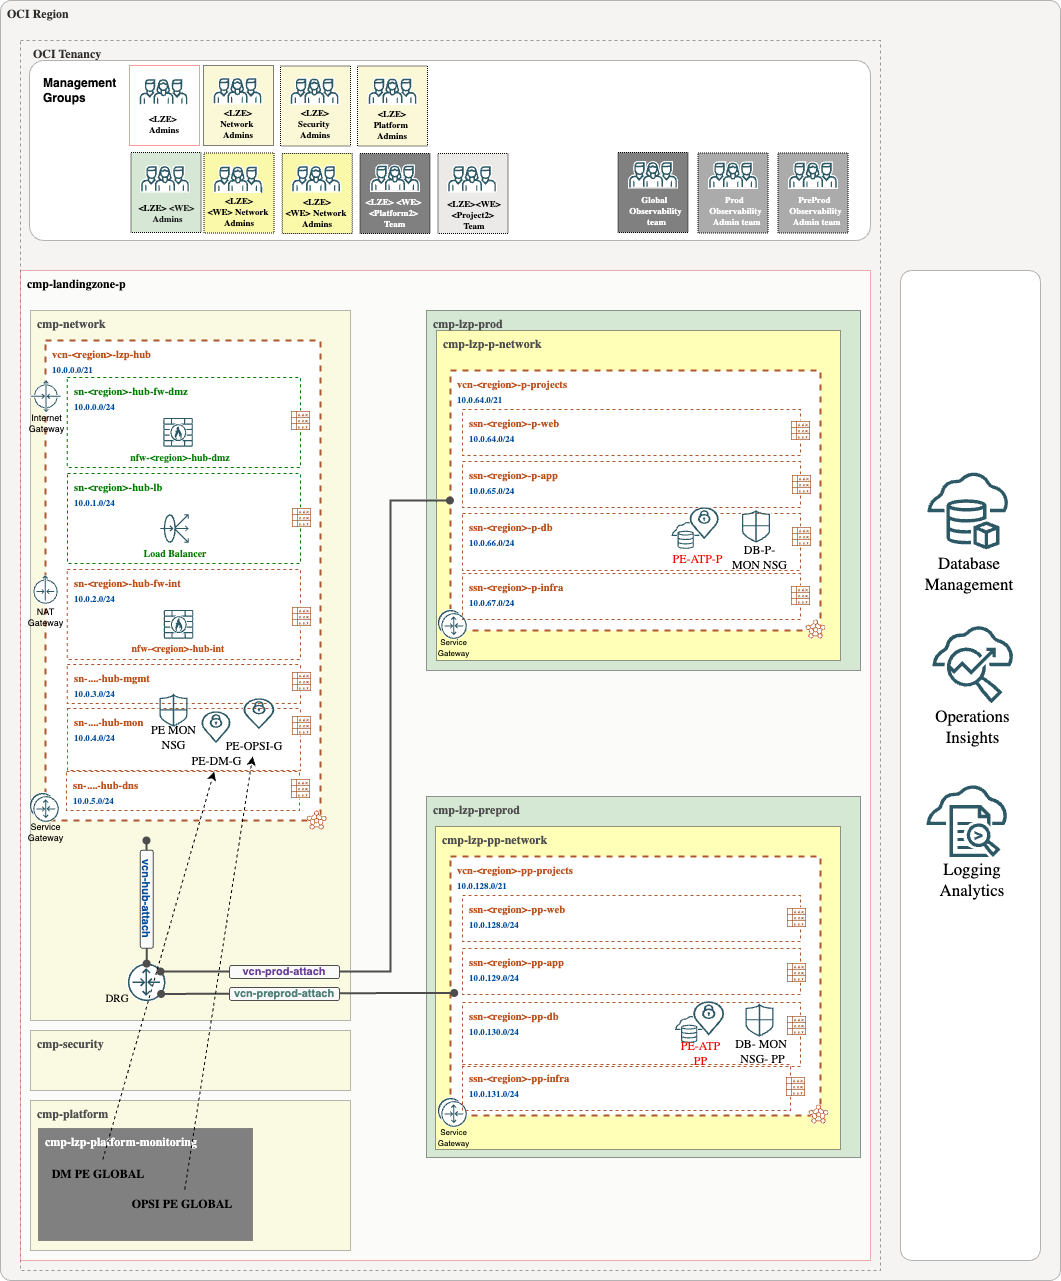 OCI Region
OCI Tenancy
Management
Groups
<LZE>
Admins
<LZE>
Network
Admins
<LZE>
Security
Admins
<LZE>
Platform
Admins
<LZE> <WE>
Admins
<LZE>
<WE> Network
Admins
<LZE>
<WE> Network
Admins
<LZE> <WE>
<Platform2>
Team
<LZE><WE>
<Project2>
Team
Global
Observability
team
Prod
Observability
Admin team
PreProd
Observability
Admin team
cmp-landingzone-p
cmp-network
vcn-<region>-lzp-hub
10.0.0.0/21
Internet
Gateway
sn-<region>-hub-fw-dmz
10.0.0.0/24
nfw-<region>-hub-dmz
sn-<region>-hub-lb
10.0.1.0/24
Load Balancer
NAT
Gateway
sn-<region>-hub-fw-int
10.0.2.0/24
nfw-<region>-hub-int
sn-....-hub-mgmt
10.0.3.0/24
sn-....-hub-mon
10.0.4.0/24
PE MON
NSG
PE-DM-G
PE-OPSI-G
sn-....-hub-dns
10.0.5.0/24
Service
Gateway
vcn-hub-attach
DRG
vcn-prod-attach
vcn-preprod-attach
cmp-security
cmp-platform
cmp-lzp-platform-monitoring
DM PE GLOBAL
OPSI PE GLOBAL
cmp-lzp-prod
cmp-lzp-p-network
vcn-<region>-p-projects
10.0.64.0/21
ssn-<region>-p-web
10.0.64.0/24
ssn-<region>-p-app
10.0.65.0/24
ssn-<region>-p-db
10.0.66.0/24
PE-ATP-P
DB-P-
MON NSG
ssn-<region>-p-infra
10.0.67.0/24
Service
Gateway
cmp-lzp-preprod
cmp-lzp-pp-network
vcn-<region>-pp-projects
10.0.128.0/21
ssn-<region>-pp-web
10.0.128.0/24
ssn-<region>-pp-app
10.0.129.0/24
ssn-<region>-pp-db
10.0.130.0/24
PE-ATP
PP
DB- MON
NSG- PP
ssn-<region>-pp-infra
10.0.131.0/24
Service
Gateway
Database
Management
Operations
Insights
Logging
Analytics